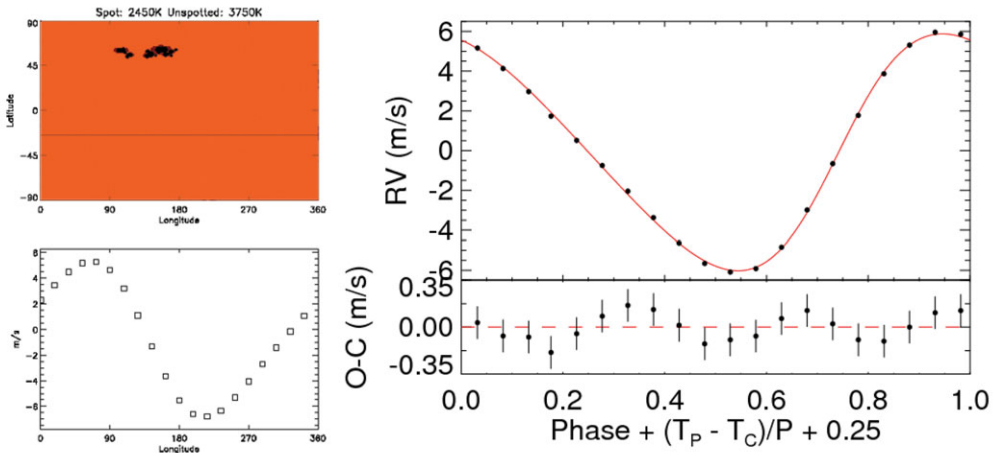 Spot: 2450K Unspotted: 3750K
90
45
0
-45
-90
Latitude
0 90 180 270 360
Longitude
6
4
2
0
-2
-4
-6
m/s
0 90 180 270 360
Longitude
6
4
2
0
-2
-4
-6
RV (m/s)
0.35
0.00
-0.35
O-C (m/s)
0.0 0.2 0.4 0.6 0.8 1.0
Phase + (T_P - T_C)/P + 0.25